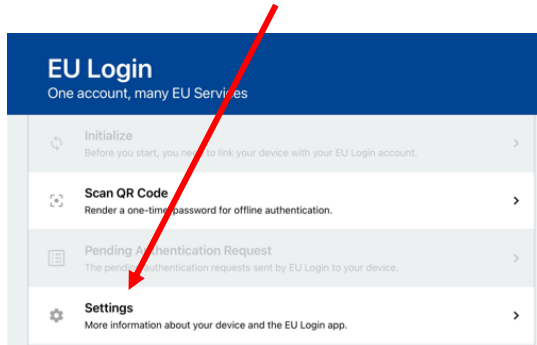 EU Login
One account, many EU Services
Initialize
Before you start, you need to link your device with your EU Login account.
Scan QR Code
Render a one-time password for offline authentication.
Pending Authentication Request
The pending authentication requests sent by EU Login to your device.
Settings
More information about your device and the EU Login app.